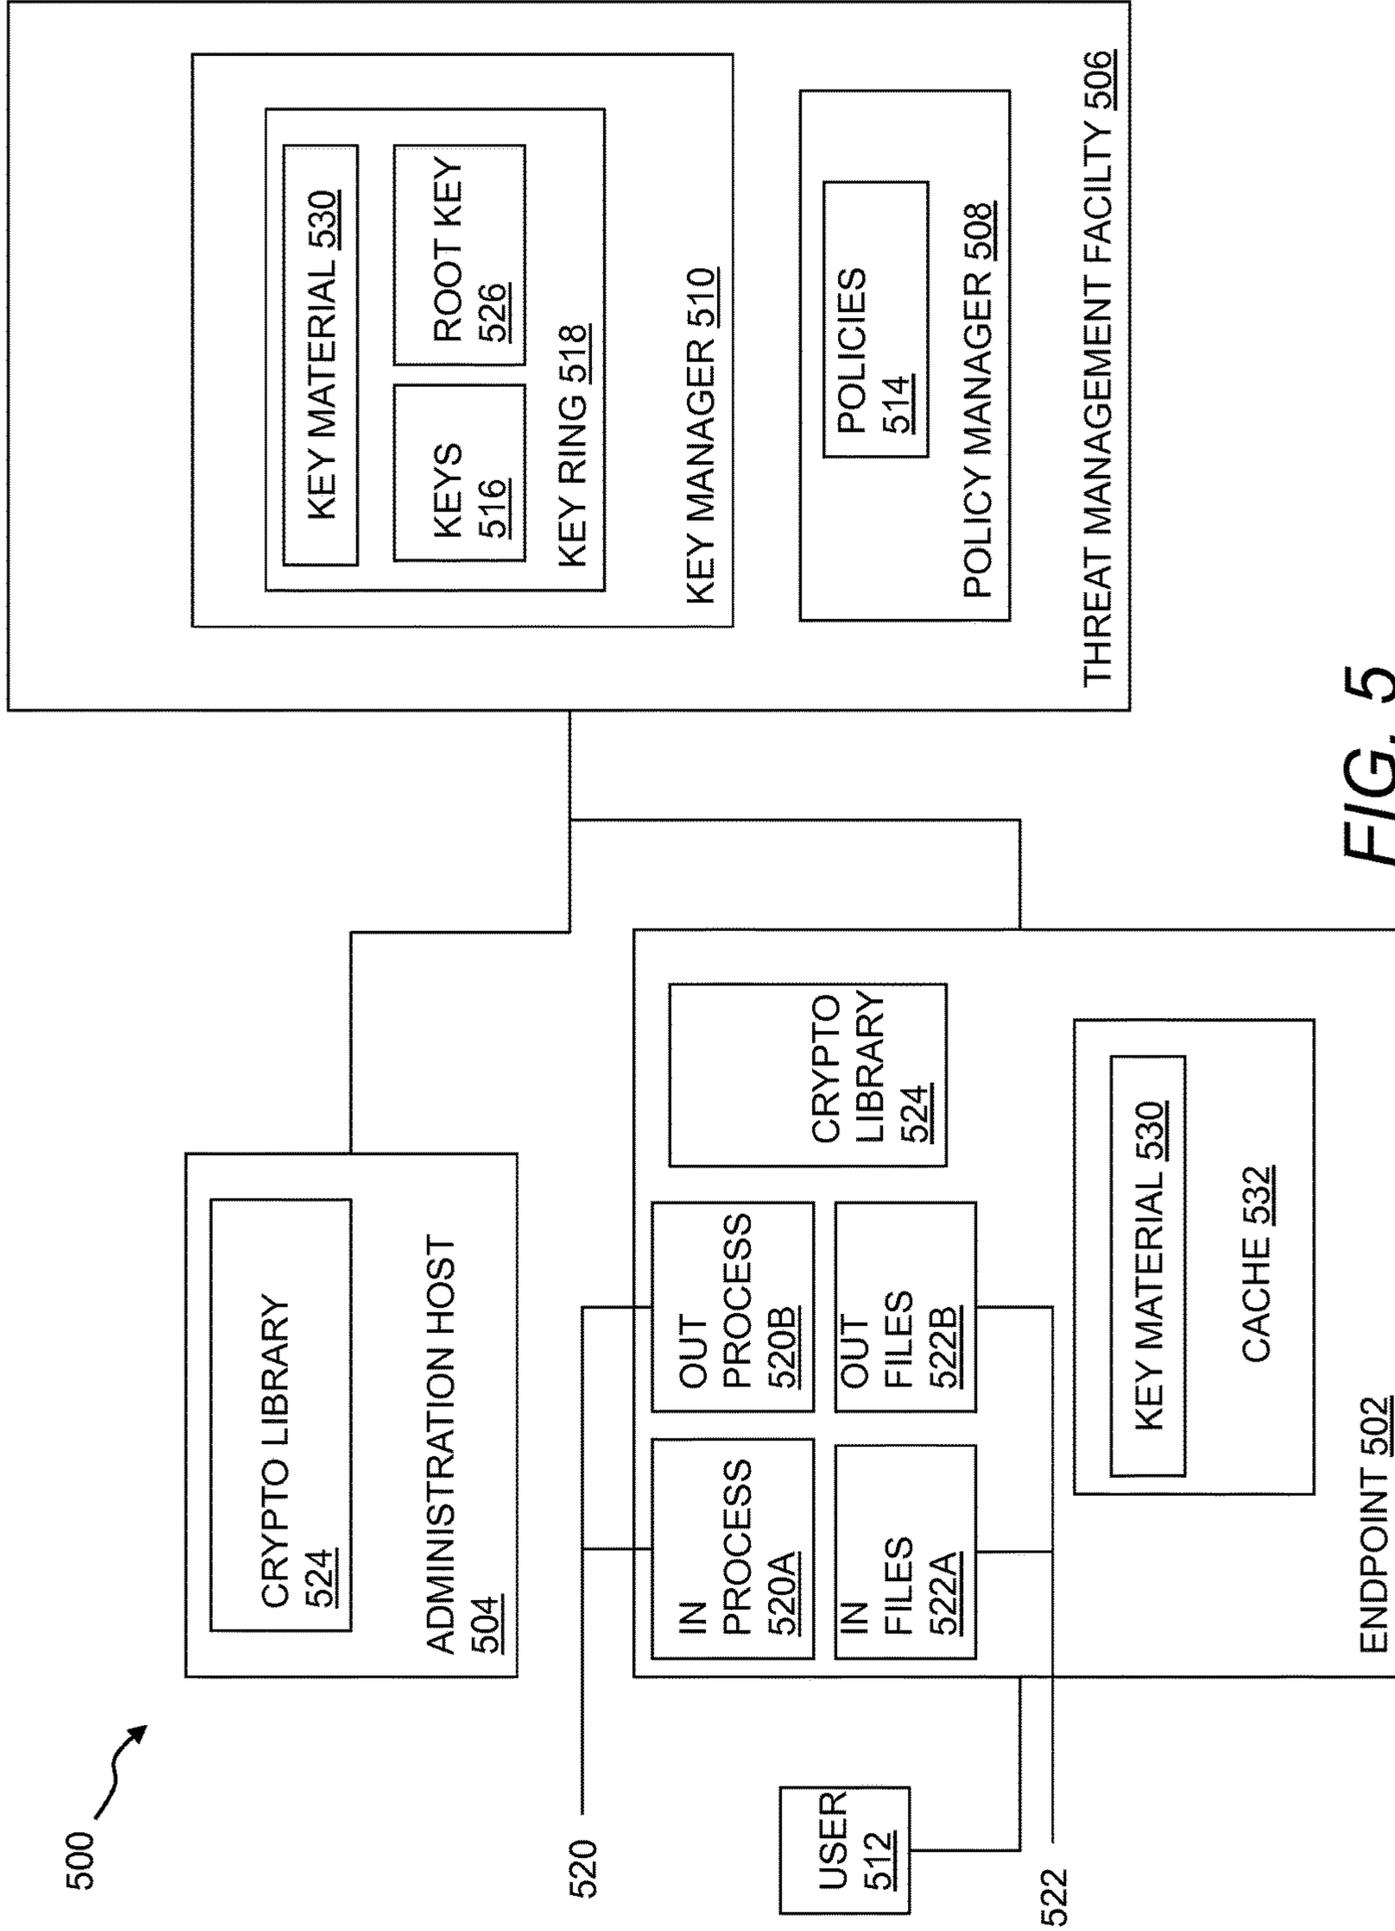 500
CRYPTO LIBRARY
524
ADMINISTRATION HOST
504
520
USER
512
522
IN
PROCESS
520A
OUT
PROCESS
520B
IN
FILES
522A
OUT
FILES
522B
CRYPTO
LIBRARY
524
KEY MATERIAL 530
CACHE 532
ENDPOINT 502
KEY MATERIAL 530
KEYS
516
ROOT KEY
526
KEY RING 518
KEY MANAGER 510
POLICIES
514
POLICY MANAGER 508
THREAT MANAGEMENT FACILTY 506
FIG. 5